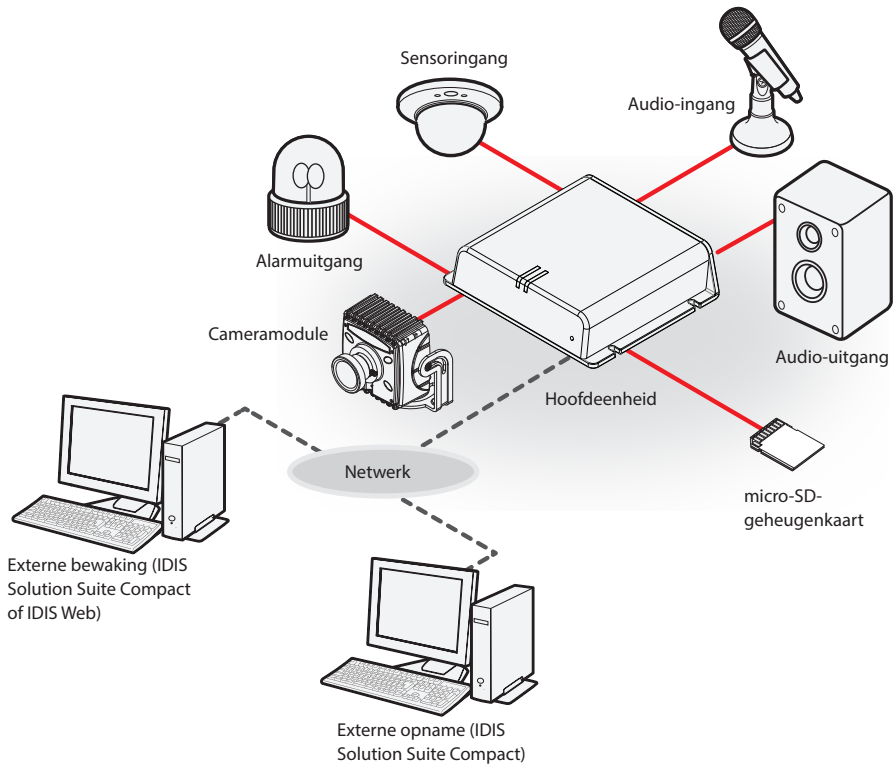 Sensoringang
Audio-ingang
Alarmuitgang
Cameramodule
Audio-uitgang
Hoofdeenheid
Netwerk
micro-SD-
geheugenkaart
Externe bewaking (IDIS
Solution Suite Compact
of IDIS Web)
Externe opname (IDIS
Solution Suite Compact)